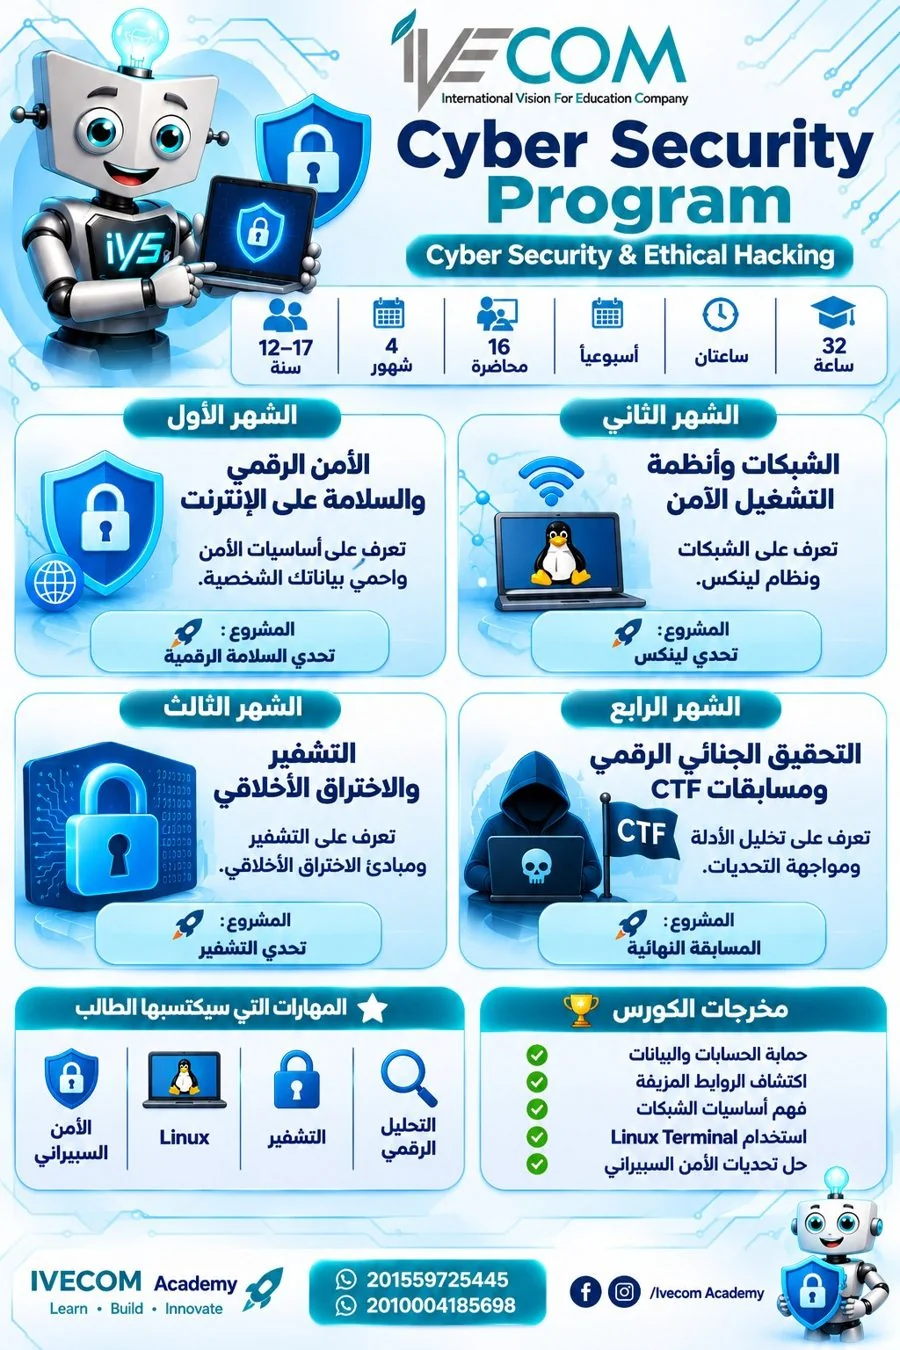 IVECOM
International Vision For Education Company
Cyber Security
Program
Cyber Security & Ethical Hacking
iVS
12–17
سنة
4
شهور
16
محاضرة
أسبوعياً
ساعتان
32
ساعة
الشهر الأول
الأمن الرقمي
والسلامة على الإنترنت
تعرف على أساسيات الأمن
واحمي بياناتك الشخصية.
المشروع :
تحدي السلامة الرقمية
الشهر الثاني
الشبكات وأنظمة
التشغيل الآمن
تعرف على الشبكات
ونظام لينكس.
المشروع :
تحدي لينكس
الشهر الثالث
التشفير
والاختراق الأخلاقي
تعرف على التشفير
ومبادئ الاختراق الأخلاقي.
المشروع :
تحدي التشفير
الشهر الرابع
التحقيق الجنائي الرقمي
ومسابقات CTF
CTF
تعرف على تخليل الأدلة
ومواجهة التحديات.
المشروع :
المسابقة النهائية
المهارات التي سيكتسبها الطالب
الأمن
السيبراني
Linux
التشفير
التحليل
الرقمي
مخرجات الكورس
حمابة الحسابات والبيانات
اكتشاف الروابط المزيفة
فهم أساسيات الشبكات
استخدام Linux Terminal
حل تحديات الأمن السيبراني
IVECOM Academy
Learn • Build • Innovate
201559725445
2010004185698
/Ivecom Academy